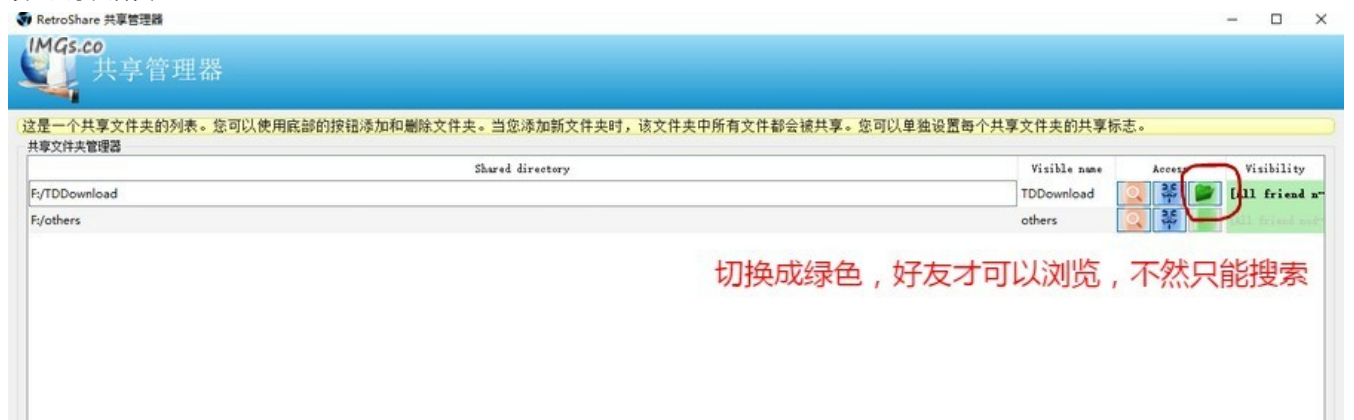 RetroShare 共享管理器
IMGs.co
共享管理器
这是一个共享文件夹的列表。您可以使用底部的按钮添加和删除文件夹。当您添加新文件夹时，该文件夹中所有文件都会被共享。您可以单独设置每个共享文件夹的共享标志。
共享文件夹管理器
Shared directory Visible name Access Visibility
F:/TDDownload TDDownload [All friend n
F:/others others
切换成绿色，好友才可以浏览，不然只能搜索